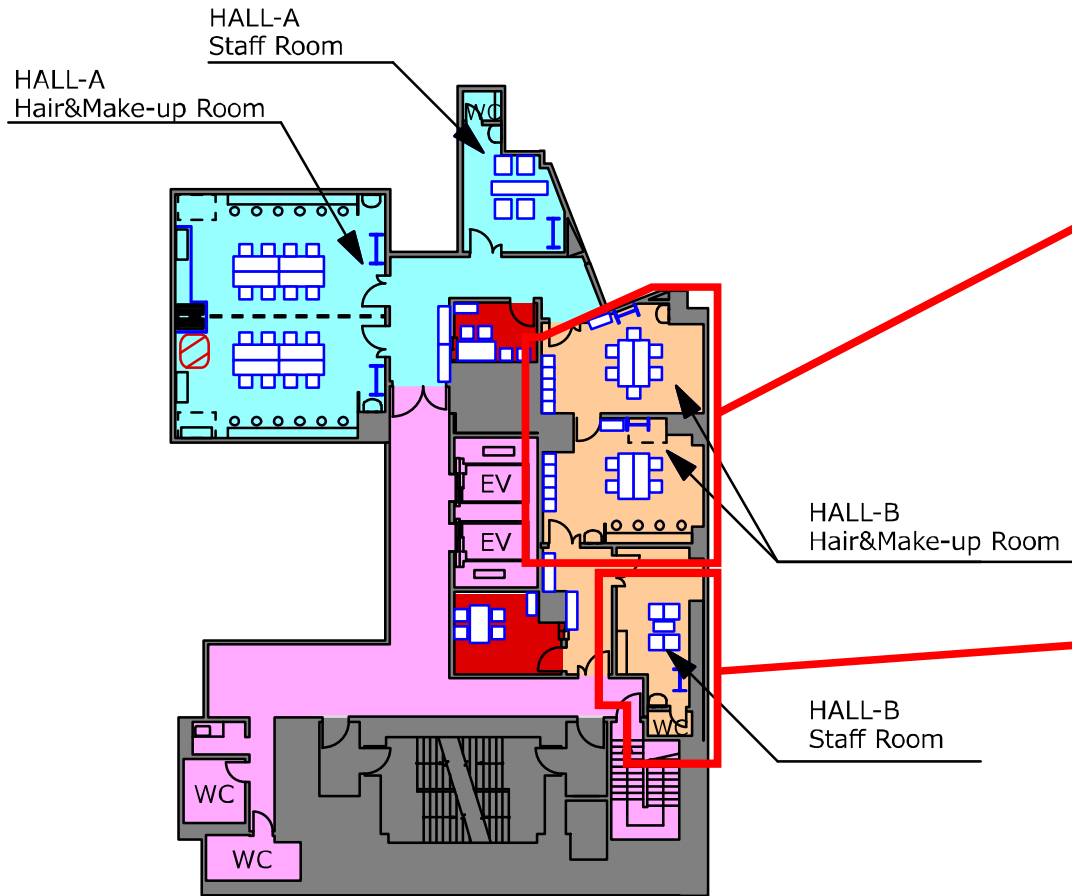 HALL-A
Staff Room
HALL-A
Hair&Make-up Room
WC
EV
EV
HALL-B
Hair&Make-up Room
HALL-B
Staff Room
WC
WC
WC